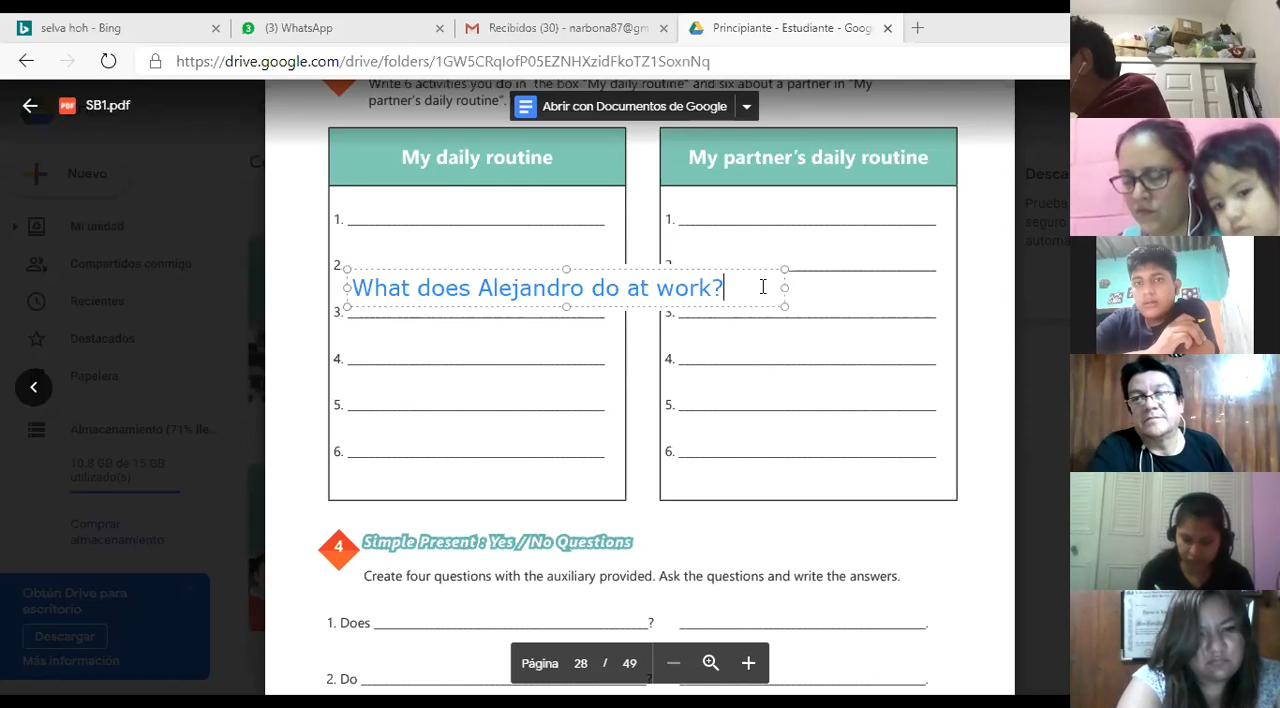 selva hoh - Bing
(3) WhatsApp
Recibidos (30) - narbona87@gm
Principiante - Estudiante - Goog
https://drive.google.com/drive/folders/1GW5CRqIofP05EZNHXzidFkoTZ1SoxnNq
Write 6 activities you do in the box "My daily routine" and six about a partner in "My
partner's daily routine".
SB1.pdf
Abrir con Documentos de Google
My daily routine
My partner's daily routine
Nuevo
Mi unidad
Compartidos conmigo
Recientes
Destacados
Papelera
Almacenamiento (71% lle...
10.8 GB de 15 GB
utilizado(s)
Comprar
almacenamiento
Obtún Drive para
escritorio
Descargar
Más información
Desca
Prueba
seguro
automa
1.
2
3.
4.
5.
6.
What does Alejandro do at work?
1.
3.
4.
5.
6.
4
Simple Present : Yes / No Questions
Create four questions with the auxiliary provided. Ask the questions and write the answers.
1. Does ?
.
2. Do ?
.
Página 28 / 49